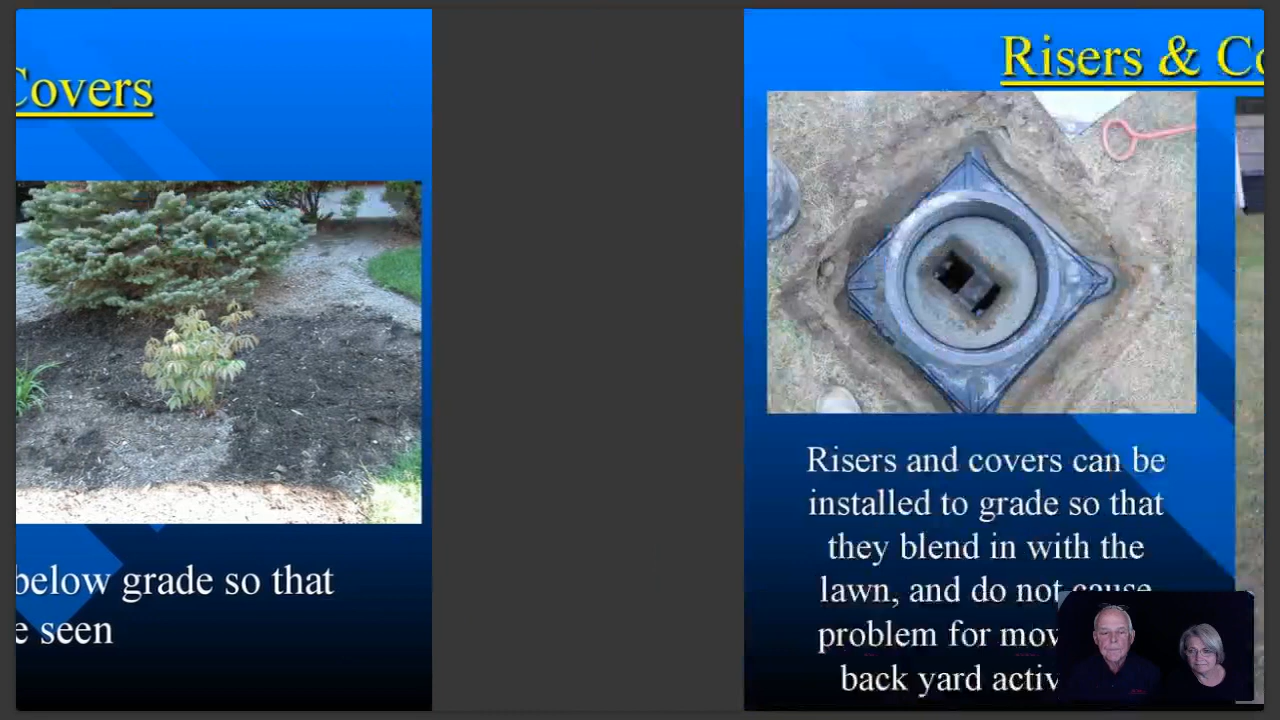 Covers
below grade so that
e seen
Risers & Co
Risers and covers can be
installed to grade so that
they blend in with the
lawn, and do not cause
problem for mov
back yard activ